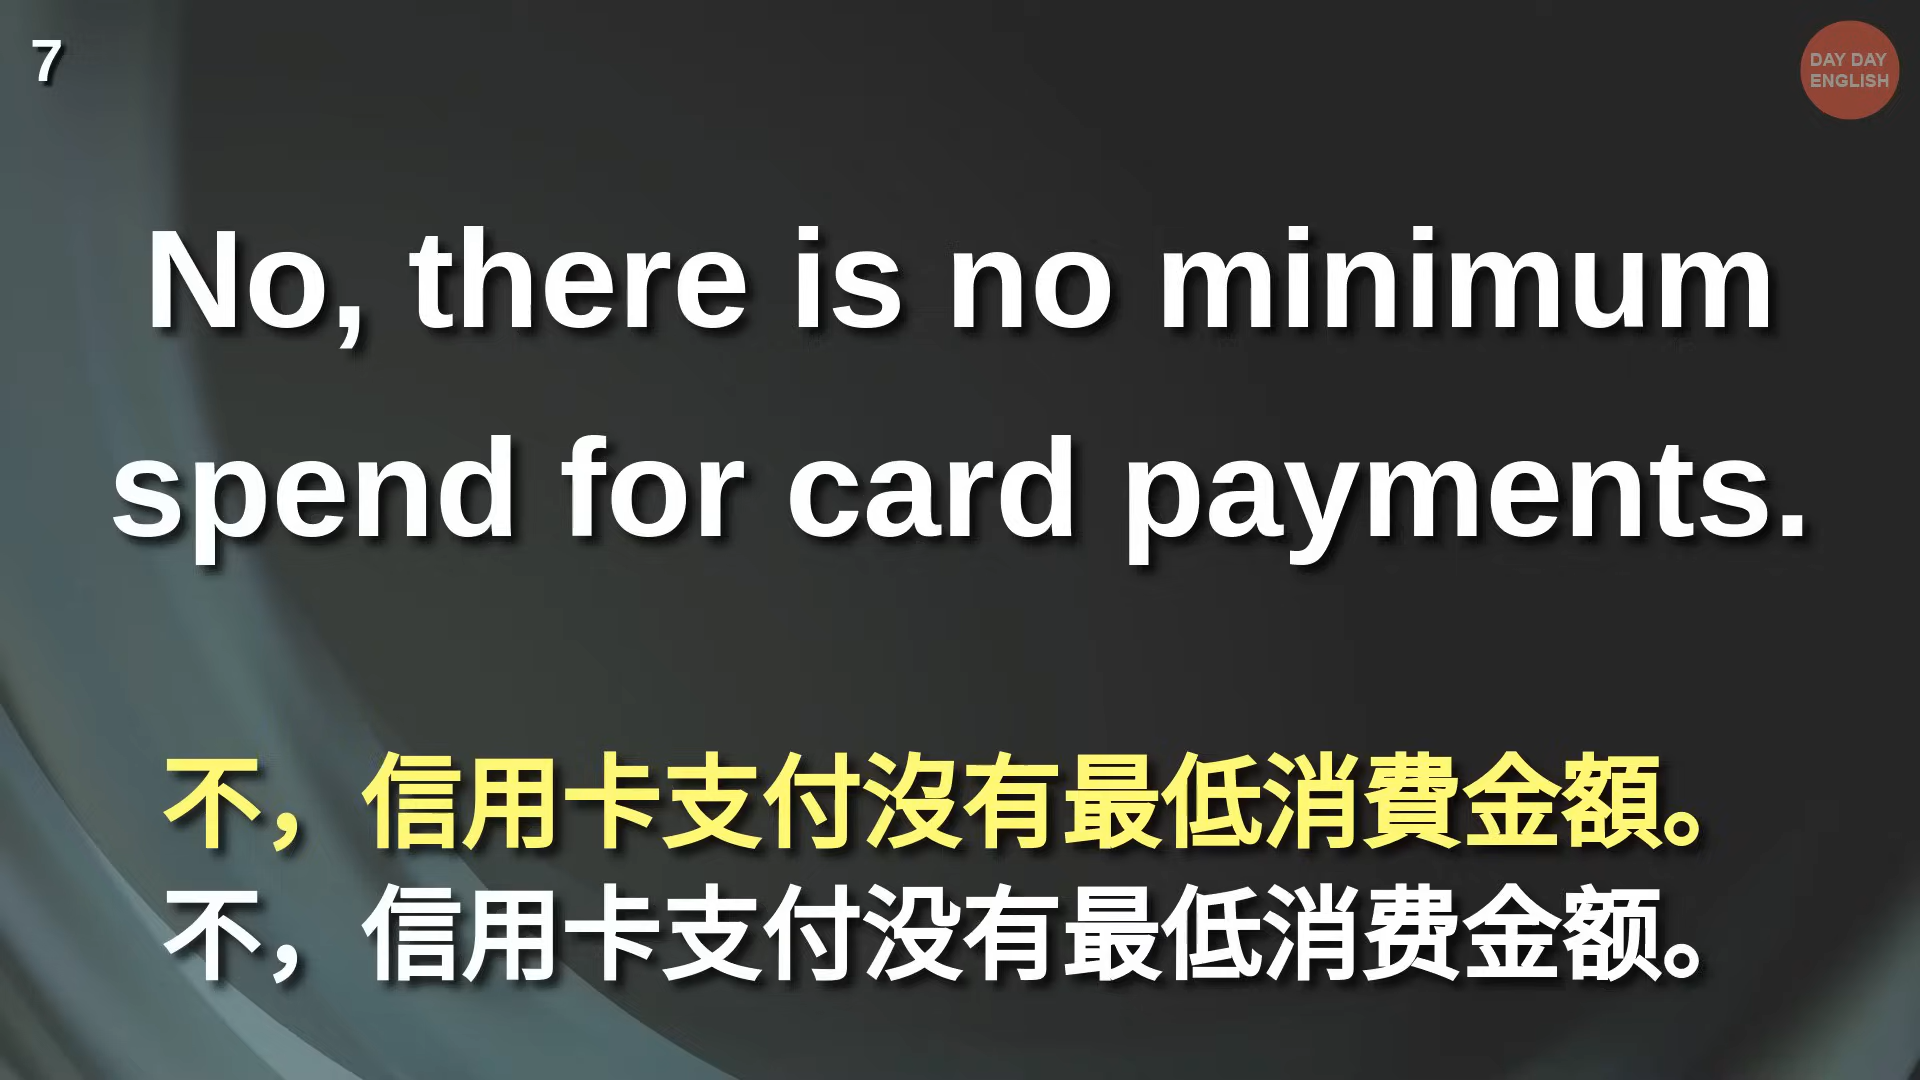 7
DAY DAY
ENGLISH
No, there is no minimum
spend for card payments.
不，信用卡支付沒有最低消費金額。
不，信用卡支付没有最低消费金额。